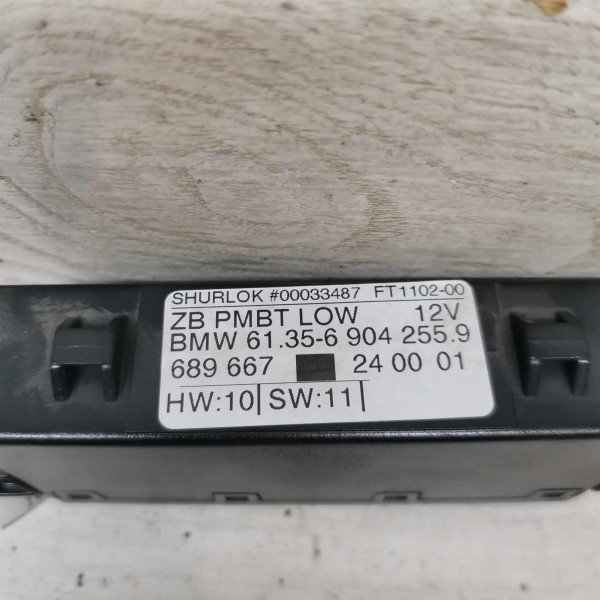 SHURLOK #00033487 FT1102-00
ZB PMBT LOW 12V
BMW 61.35-6 904 255.9
689 667 24 00 01
HW:10 SW:11